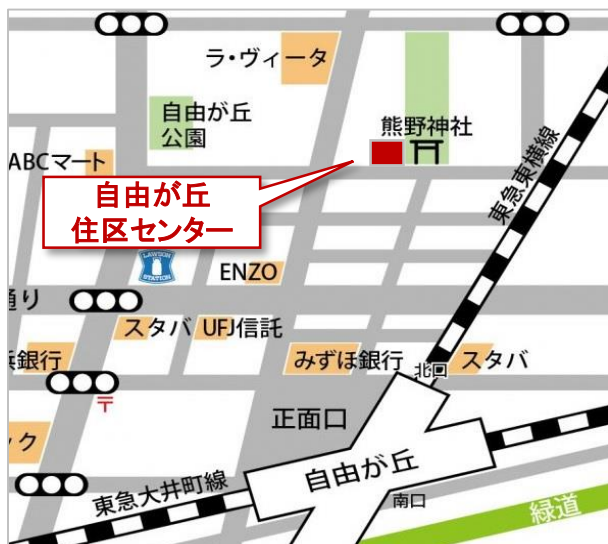 ラ・ヴィータ
自由が丘
公園
熊野神社
ABCマート
東急東横線
自由が丘
住区センター
LAWSON
STATION
ENZO
通り
スタバ
UFJ信託
浜銀行
みずほ銀行
北口
スタバ
〒
正面口
ック
自由が丘
東急大井町線
南口
緑道